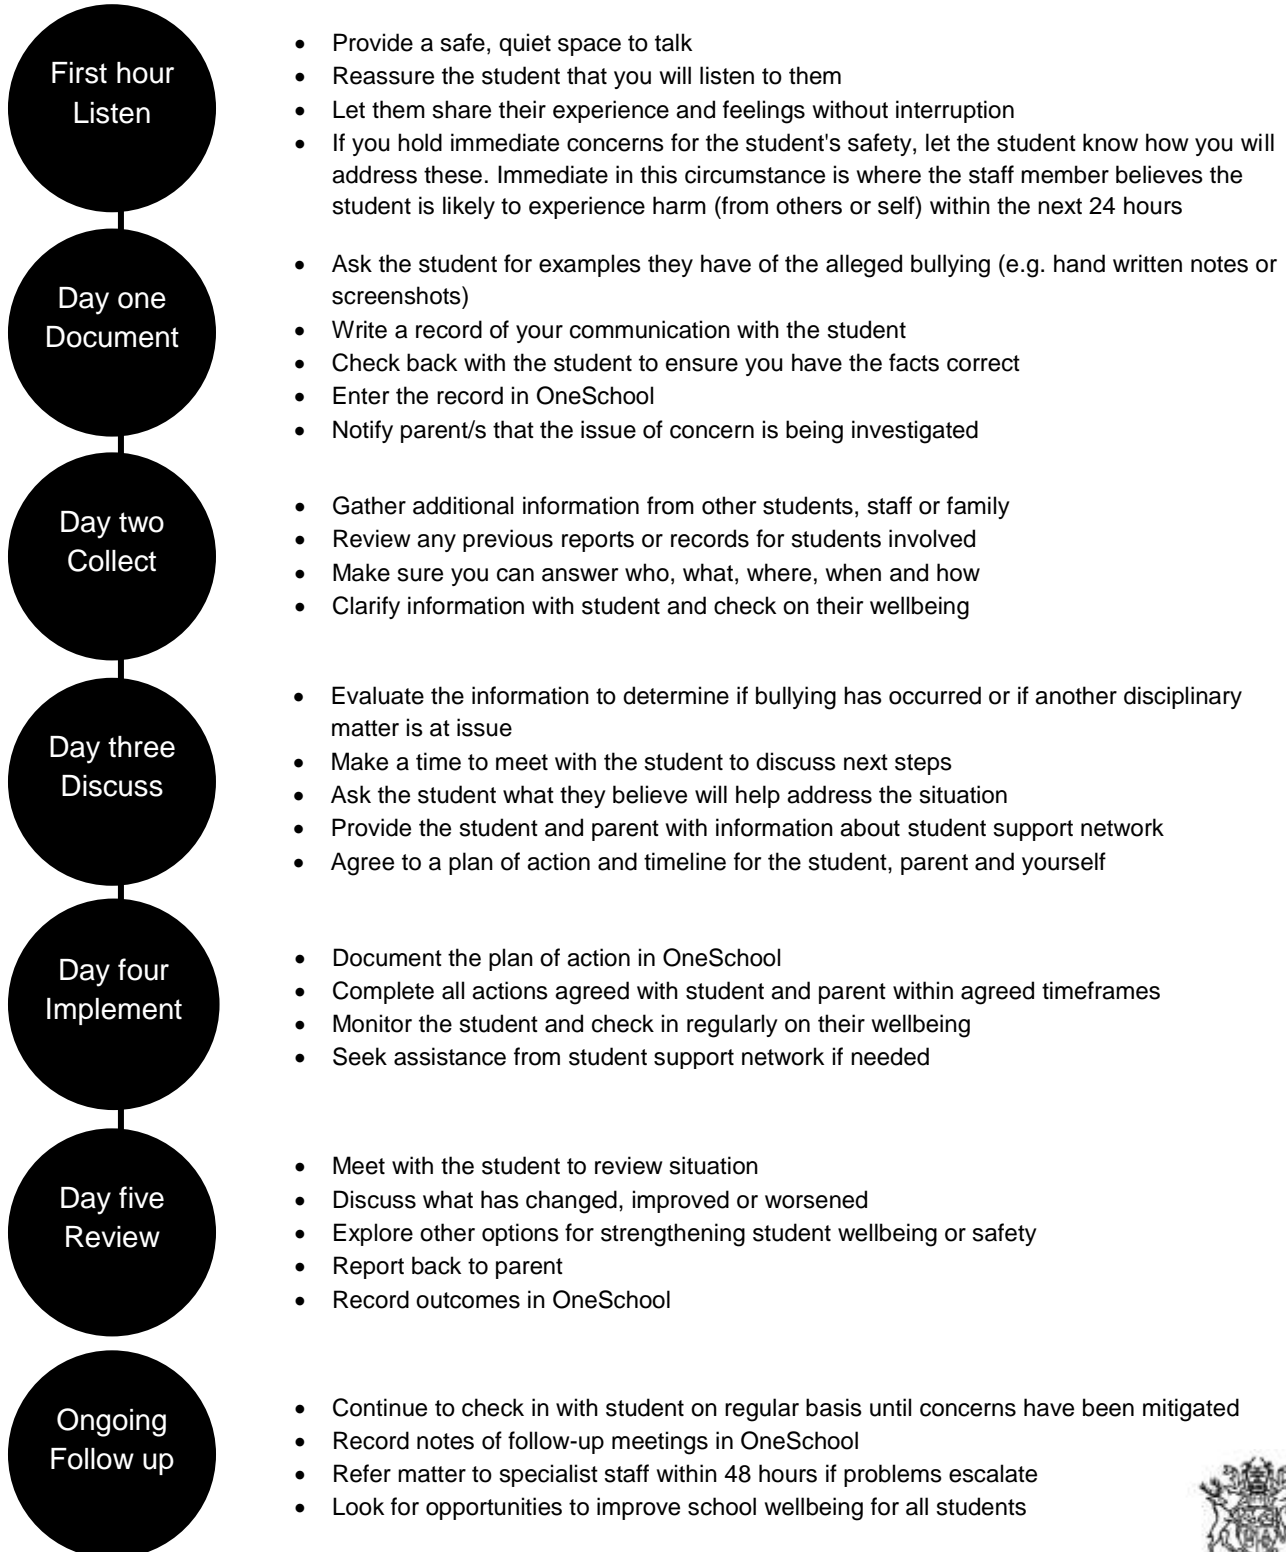 First hour
Listen
• Provide a safe, quiet space to talk
• Reassure the student that you will listen to them
• Let them share their experience and feelings without interruption
• If you hold immediate concerns for the student's safety, let the student know how you will
address these. Immediate in this circumstance is where the staff member believes the
student is likely to experience harm (from others or self) within the next 24 hours
Day one
Document
• Ask the student for examples they have of the alleged bullying (e.g. hand written notes or
screenshots)
• Write a record of your communication with the student
• Check back with the student to ensure you have the facts correct
• Enter the record in OneSchool
• Notify parent/s that the issue of concern is being investigated
Day two
Collect
• Gather additional information from other students, staff or family
• Review any previous reports or records for students involved
• Make sure you can answer who, what, where, when and how
• Clarify information with student and check on their wellbeing
Day three
Discuss
• Evaluate the information to determine if bullying has occurred or if another disciplinary
matter is at issue
• Make a time to meet with the student to discuss next steps
• Ask the student what they believe will help address the situation
• Provide the student and parent with information about student support network
• Agree to a plan of action and timeline for the student, parent and yourself
Day four
Implement
• Document the plan of action in OneSchool
• Complete all actions agreed with student and parent within agreed timeframes
• Monitor the student and check in regularly on their wellbeing
• Seek assistance from student support network if needed
Day five
Review
• Meet with the student to review situation
• Discuss what has changed, improved or worsened
• Explore other options for strengthening student wellbeing or safety
• Report back to parent
• Record outcomes in OneSchool
Ongoing
Follow up
• Continue to check in with student on regular basis until concerns have been mitigated
• Record notes of follow-up meetings in OneSchool
• Refer matter to specialist staff within 48 hours if problems escalate
• Look for opportunities to improve school wellbeing for all students